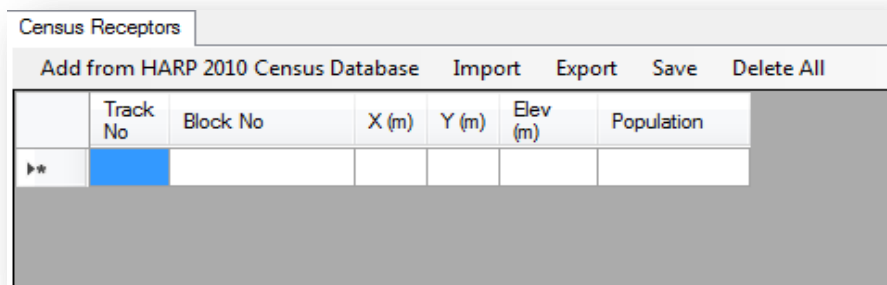 Census Receptors
Add from HARP 2010 Census Database Import Export Save Delete All
Track No Block No X (m) Y (m) Elev (m) Population